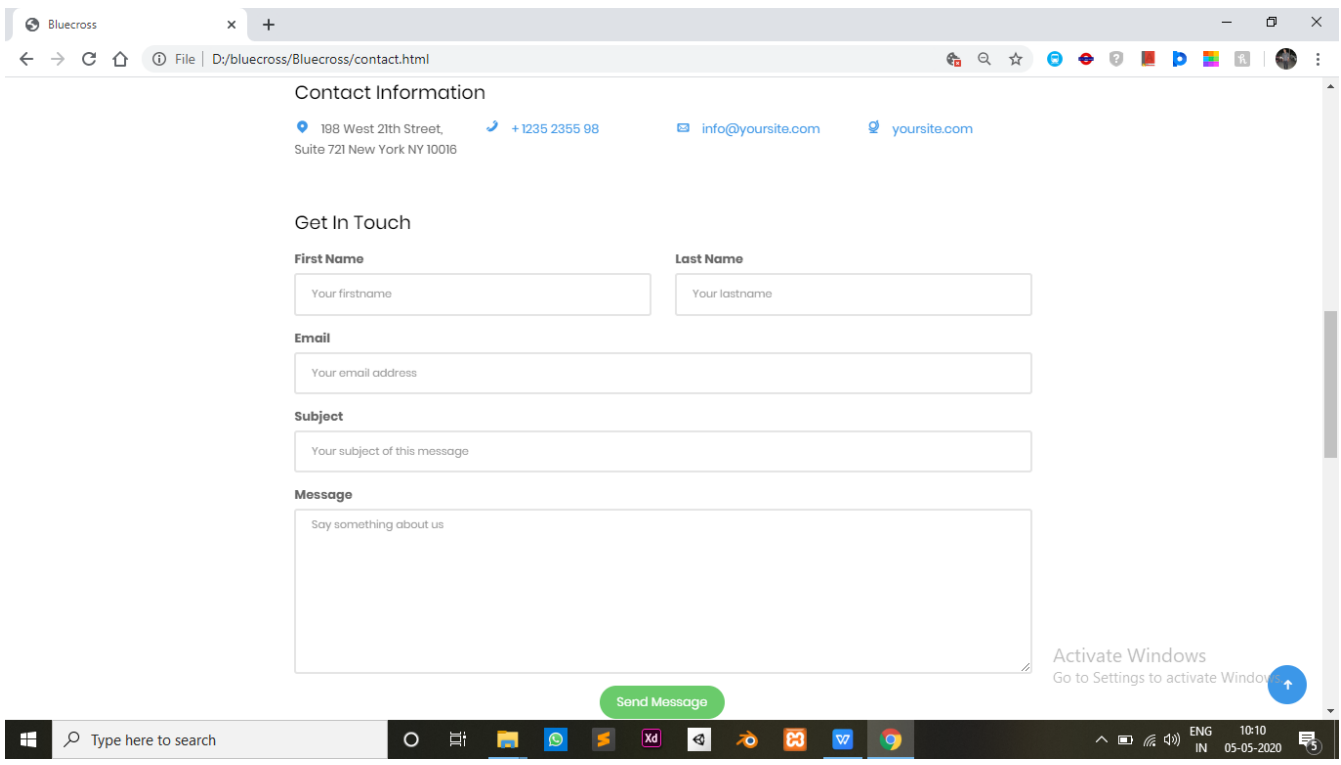 Bluecross
File D:/bluecross/Bluecross/contact.html
Contact Information
198 West 21th Street, + 1235 2355 98 info@yoursite.com yoursite.com
Suite 721 New York NY 10016
Get In Touch
First Name Last Name
Your firstname Your lastname
Email
Your email address
Subject
Your subject of this message
Message
Say something about us
Activate Windows
Go to Settings to activate Windows.
Send Message
Type here to search Xd W ENG 10:10
IN 05-05-2020 5